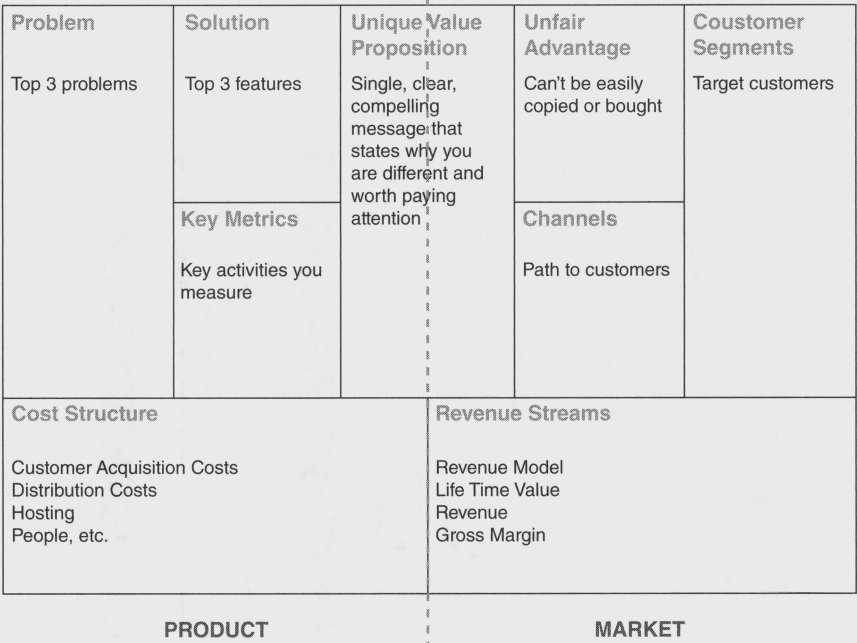 Problem
Top 3 problems
Solution
Top 3 features
Key Metrics
Key activities you
measure
Unique Value
Proposition
Single, clear,
compelling
message that
states why you
are different and
worth paying
attention
Unfair
Advantage
Can't be easily
copied or bought
Channels
Path to customers
Coustomer
Segments
Target customers
Cost Structure
Customer Acquisition Costs
Distribution Costs
Hosting
People, etc.
Revenue Streams
Revenue Model
Life Time Value
Revenue
Gross Margin
PRODUCT
MARKET